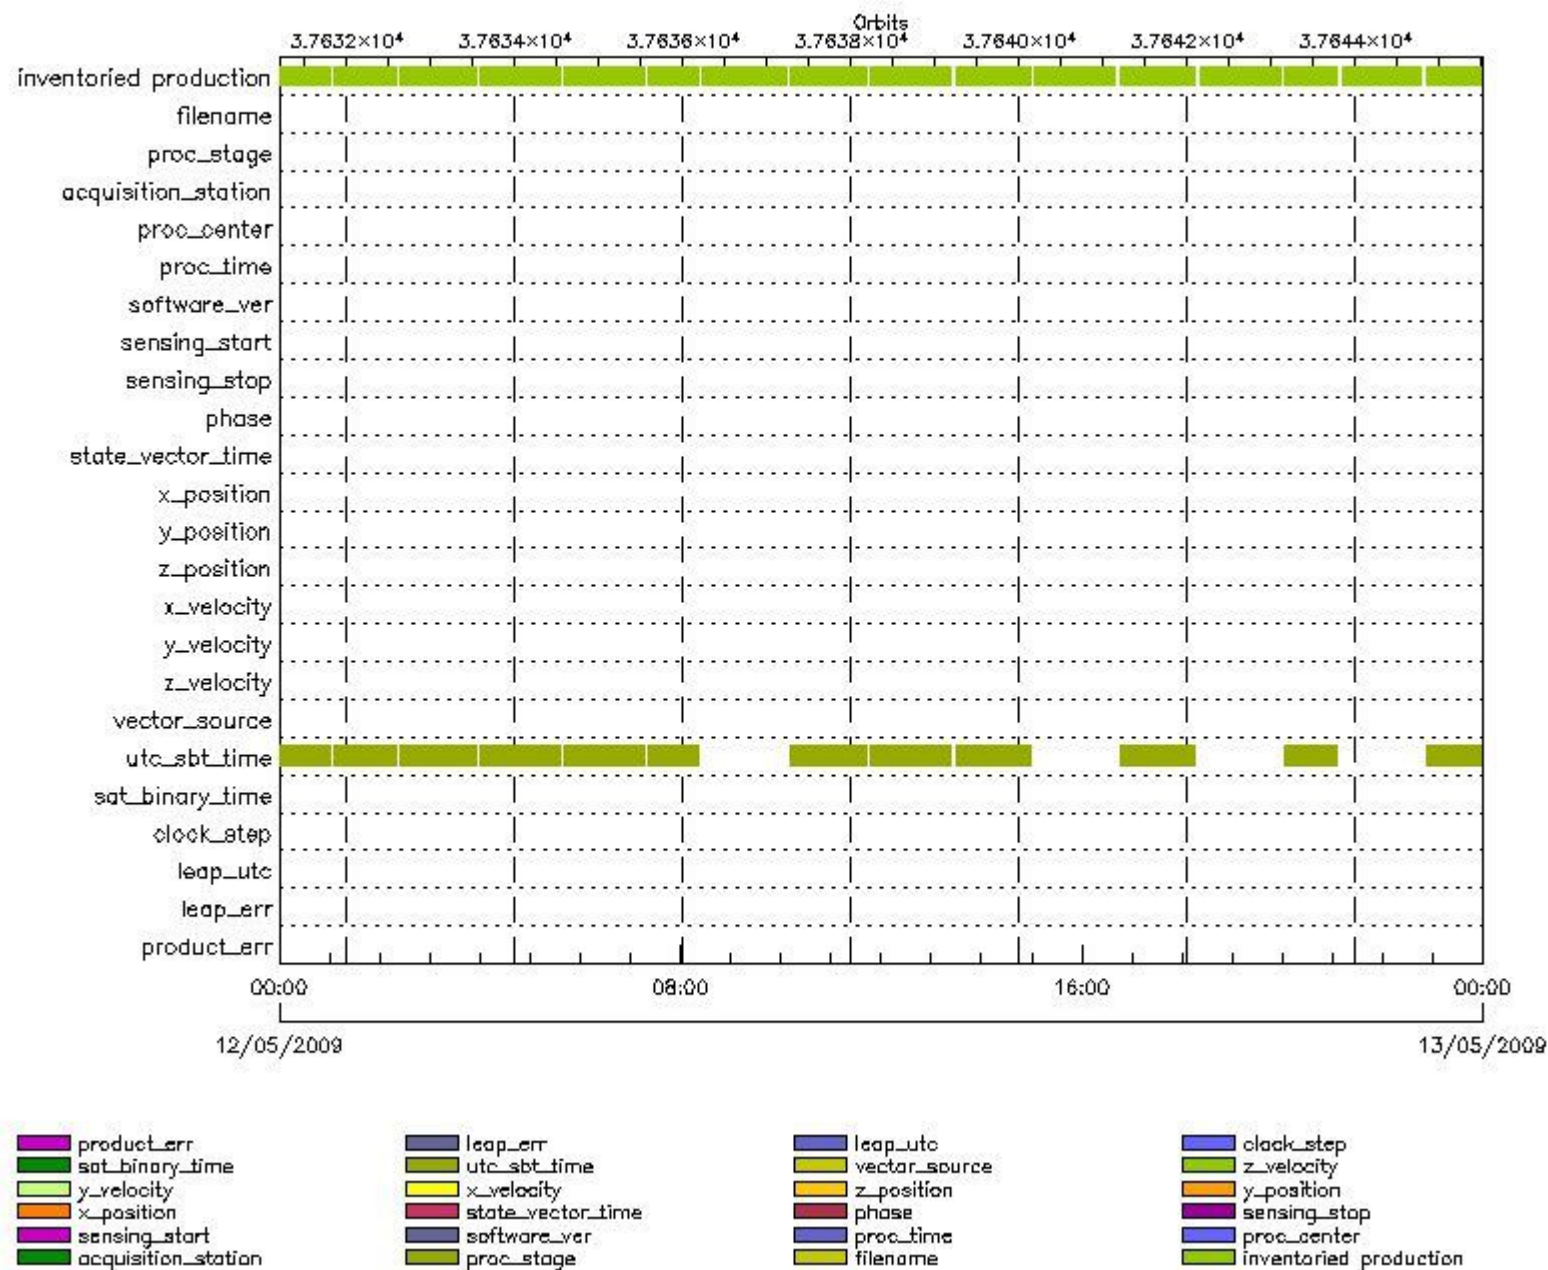 Orbits
3.7632×10⁴ 3.7634×10⁴ 3.7636×10⁴ 3.7638×10⁴ 3.7640×10⁴ 3.7642×10⁴ 3.7644×10⁴
inventoried production
filename
proc_stage
acquisition_station
proc_center
proc_time
software_ver
sensing_start
sensing_stop
phase
state_vector_time
x_position
y_position
z_position
x_velocity
y_velocity
z_velocity
vector_source
utc_sbt_time
sat_binary_time
clock_step
leap_utc
leap_err
product_err
00:00 08:00 16:00 00:00
12/05/2009 13/05/2009
product_err leap_err leap_utc clock_step
sat_binary_time utc_sbt_time vector_source z_velocity
y_velocity x_velocity z_position y_position
x_position state_vector_time phase sensing_stop
sensing_start software_ver proc_time proc_center
acquisition_station proc_stage filename inventoried production